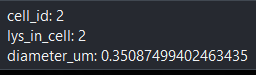 cell_id: 2
lys_in_cell: 2
diameter_um: 0.35087499402463435